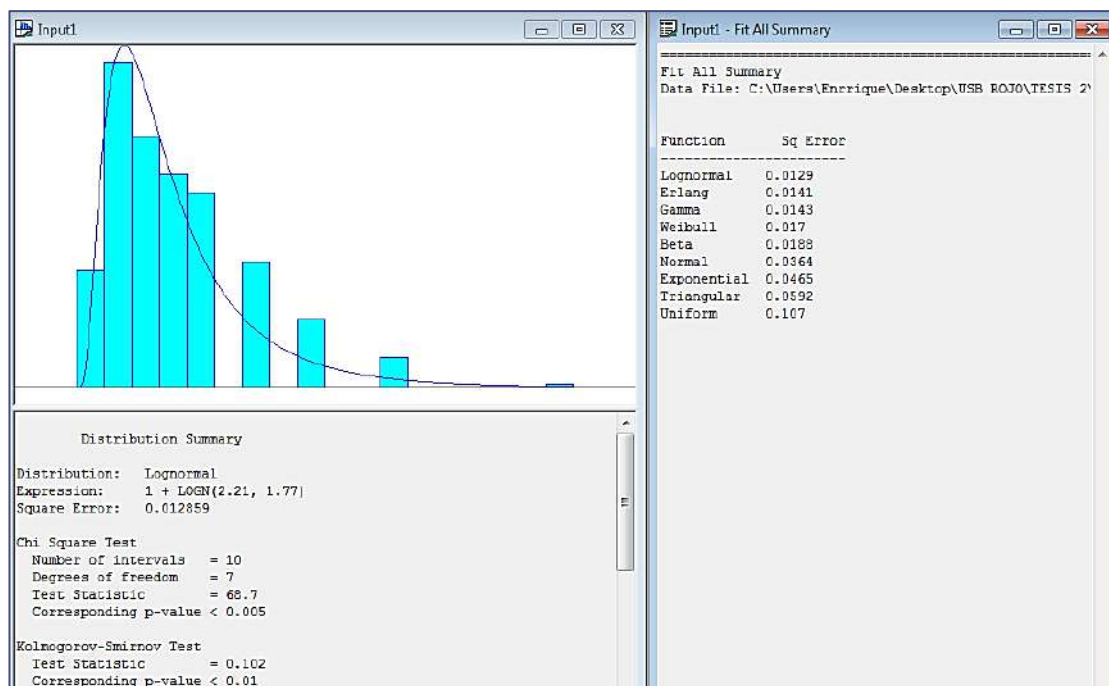 Input1
Distribution Summary
Distribution: Lognormal
Expression: 1 + LOGN(2.21, 1.77)
Square Error: 0.012859
Chi Square Test
Number of intervals = 10
Degrees of freedom = 7
Test Statistic = 68.7
Corresponding p-value < 0.005
Kolmogorov-Smirnov Test
Test Statistic = 0.102
Corresponding p-value < 0.01
Input1 - Fit All Summary
Fit All Summary
Data File: C:\Users\Enrrique\Desktop\USB ROJO\TESIS 2\
Function Sq Error
-----------------------
Lognormal 0.0129
Erlang 0.0141
Gamma 0.0143
Weibull 0.017
Beta 0.0188
Normal 0.0364
Exponential 0.0465
Triangular 0.0592
Uniform 0.107